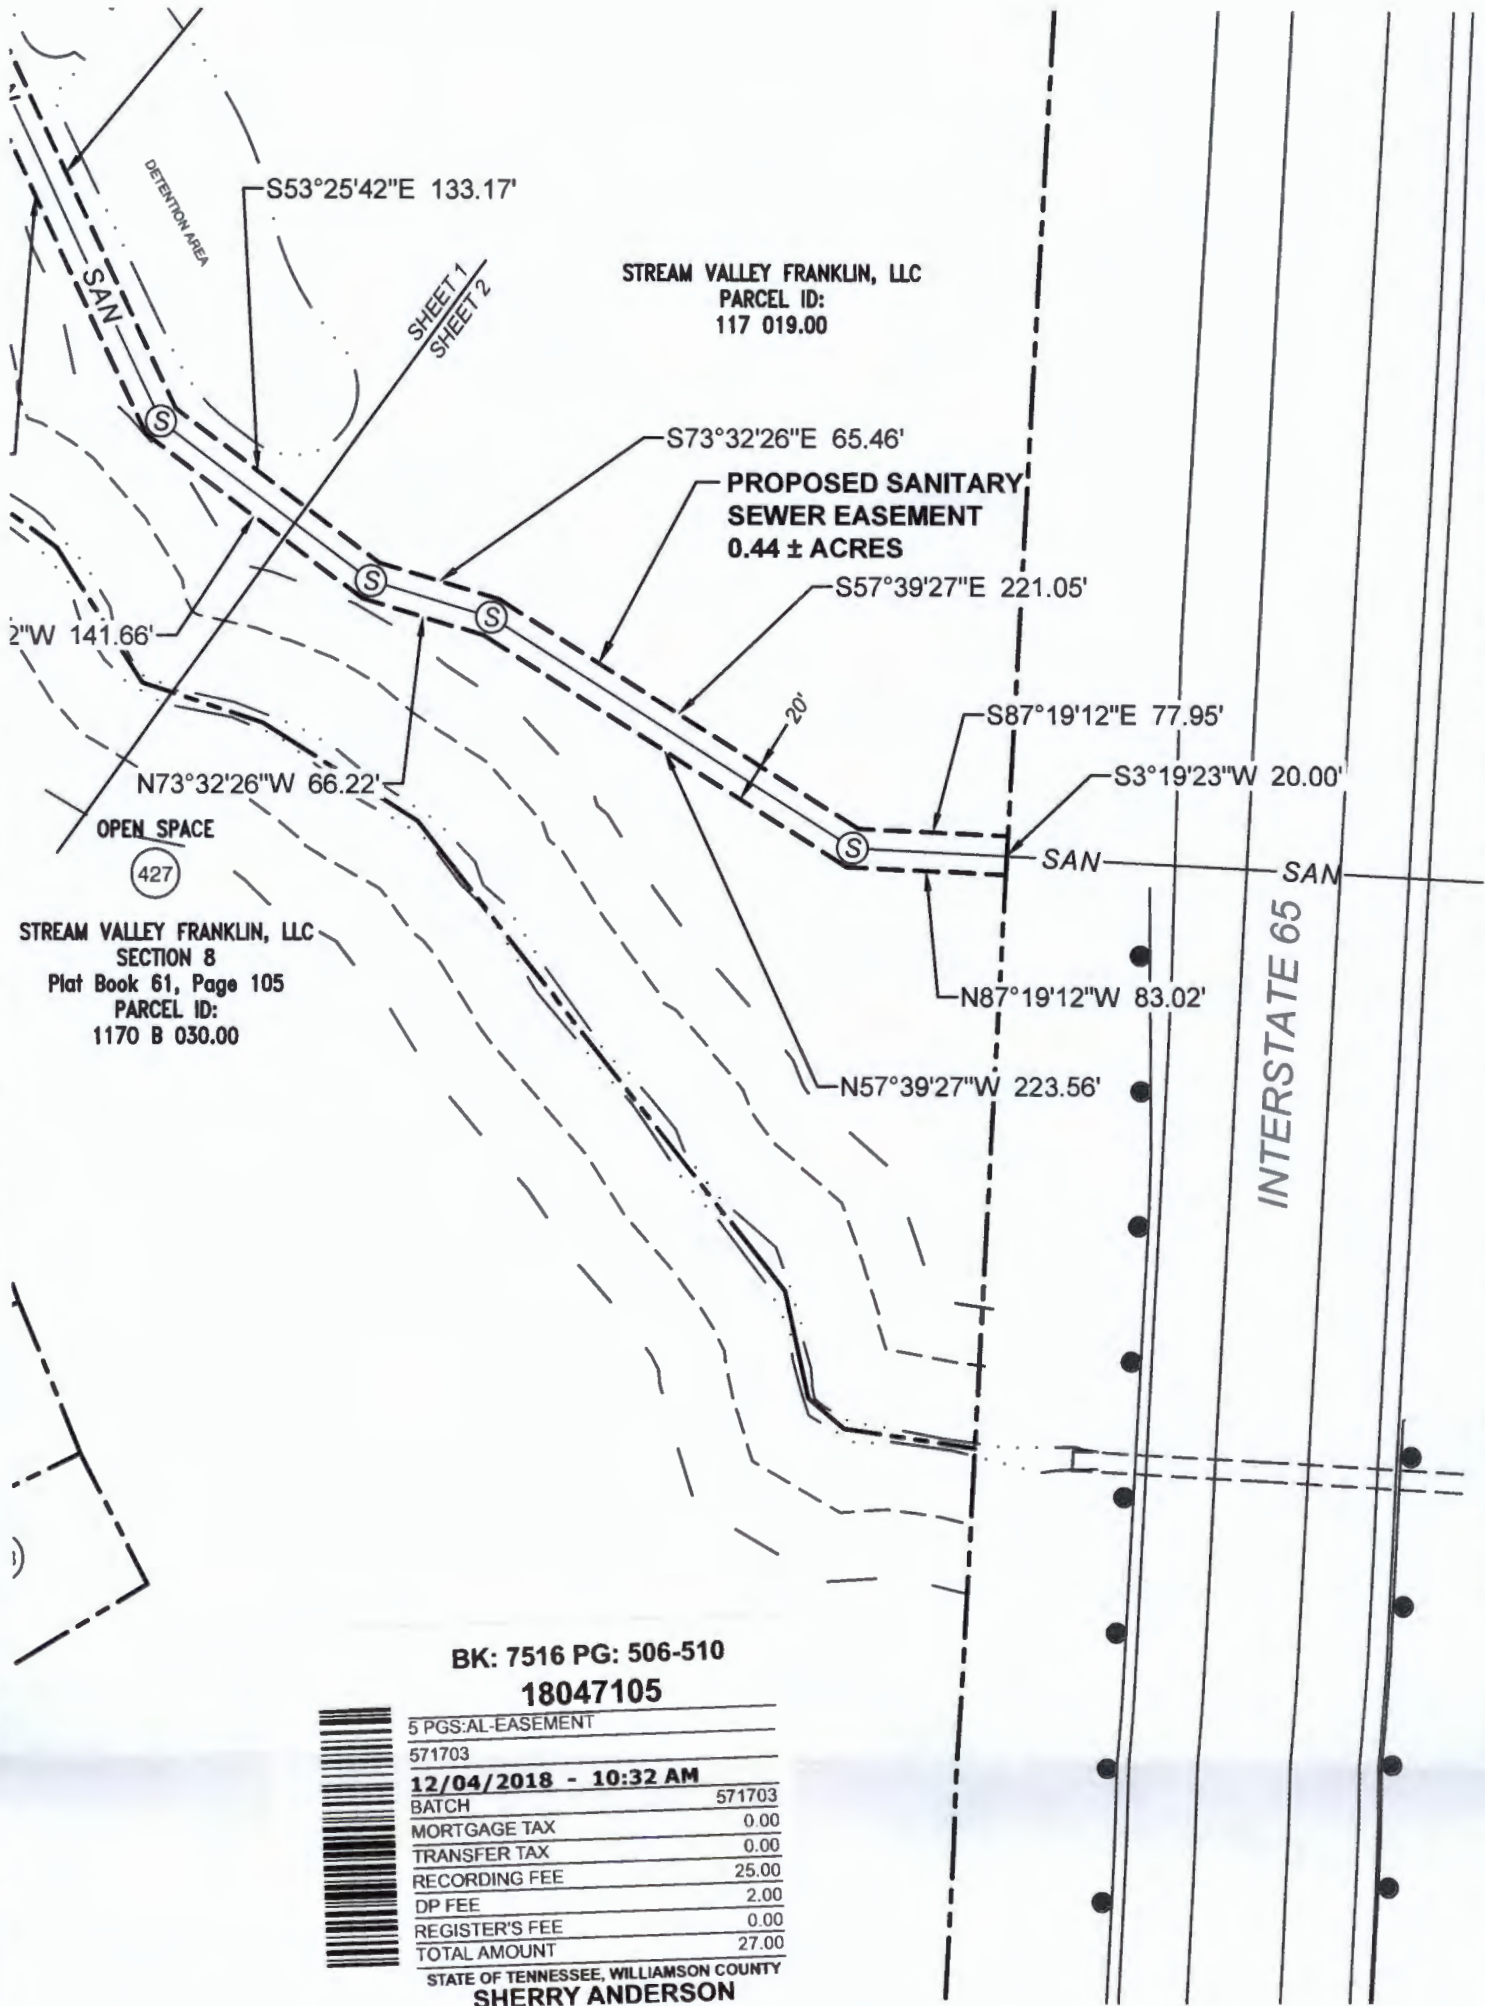 S53°25'42"E 133.17'
DETENTION AREA
SAN
SHEET 1
SHEET 2
STREAM VALLEY FRANKLIN, LLC
PARCEL ID:
117 019.00
S
S73°32'26"E 65.46'
PROPOSED SANITARY
SEWER EASEMENT
0.44 ± ACRES
S
S57°39'27"E 221.05'
S
2"W 141.66'
20'
S87°19'12"E 77.95'
N73°32'26"W 66.22'
S3°19'23"W 20.00'
OPEN SPACE
427
S
SAN
SAN
STREAM VALLEY FRANKLIN, LLC
SECTION 8
Plat Book 61, Page 105
PARCEL ID:
1170 B 030.00
N87°19'12"W 83.02'
INTERSTATE 65
N57°39'27"W 223.56'
BK: 7516 PG: 506-510
18047105
5 PGS:AL-EASEMENT
571703
12/04/2018 - 10:32 AM
BATCH 571703
MORTGAGE TAX 0.00
TRANSFER TAX 0.00
RECORDING FEE 25.00
DP FEE 2.00
REGISTER'S FEE 0.00
TOTAL AMOUNT 27.00
STATE OF TENNESSEE, WILLIAMSON COUNTY
SHERRY ANDERSON